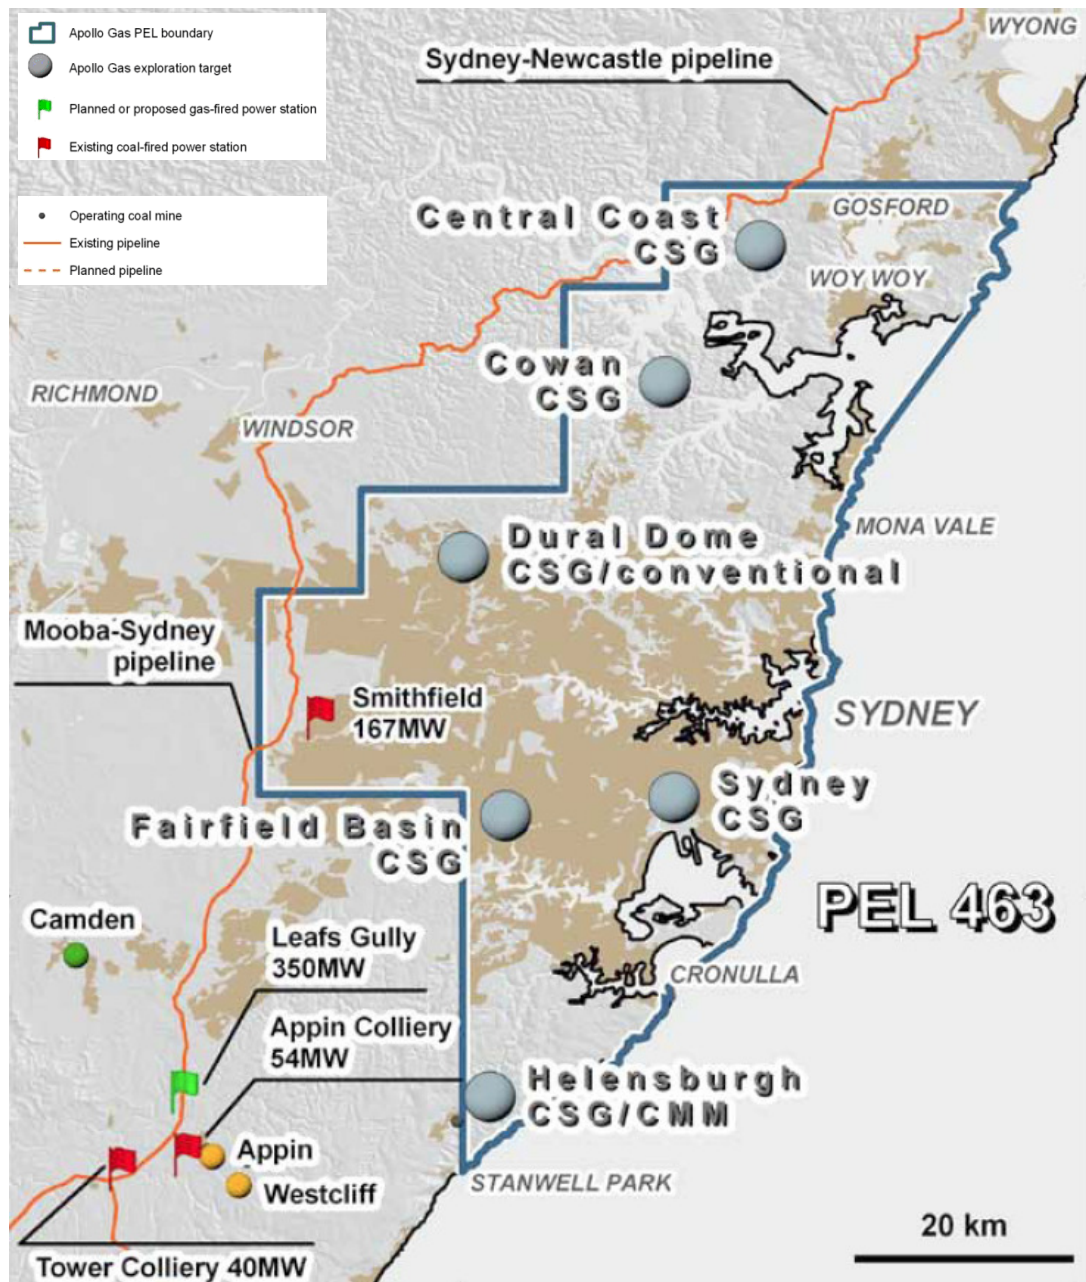 Apollo Gas PEL boundary
Apollo Gas exploration target
Planned or proposed gas-fired power station
Existing coal-fired power station
Operating coal mine
Existing pipeline
Planned pipeline
WYONG
Sydney-Newcastle pipeline
Central Coast
CSG
GOSFORD
WOY WOY
Cowan
CSG
RICHMOND
WINDSOR
Dural Dome
CSG/conventional
MONA VALE
Mooba-Sydney
pipeline
Smithfield
167MW
SYDNEY
Sydney
CSG
Fairfield Basin
CSG
PEL 463
Camden
Leafs Gully
350MW
CRONULLA
Appin Colliery
54MW
Helensburgh
CSG/CMM
Appin
Westcliff
STANWELL PARK
20 km
Tower Colliery 40MW